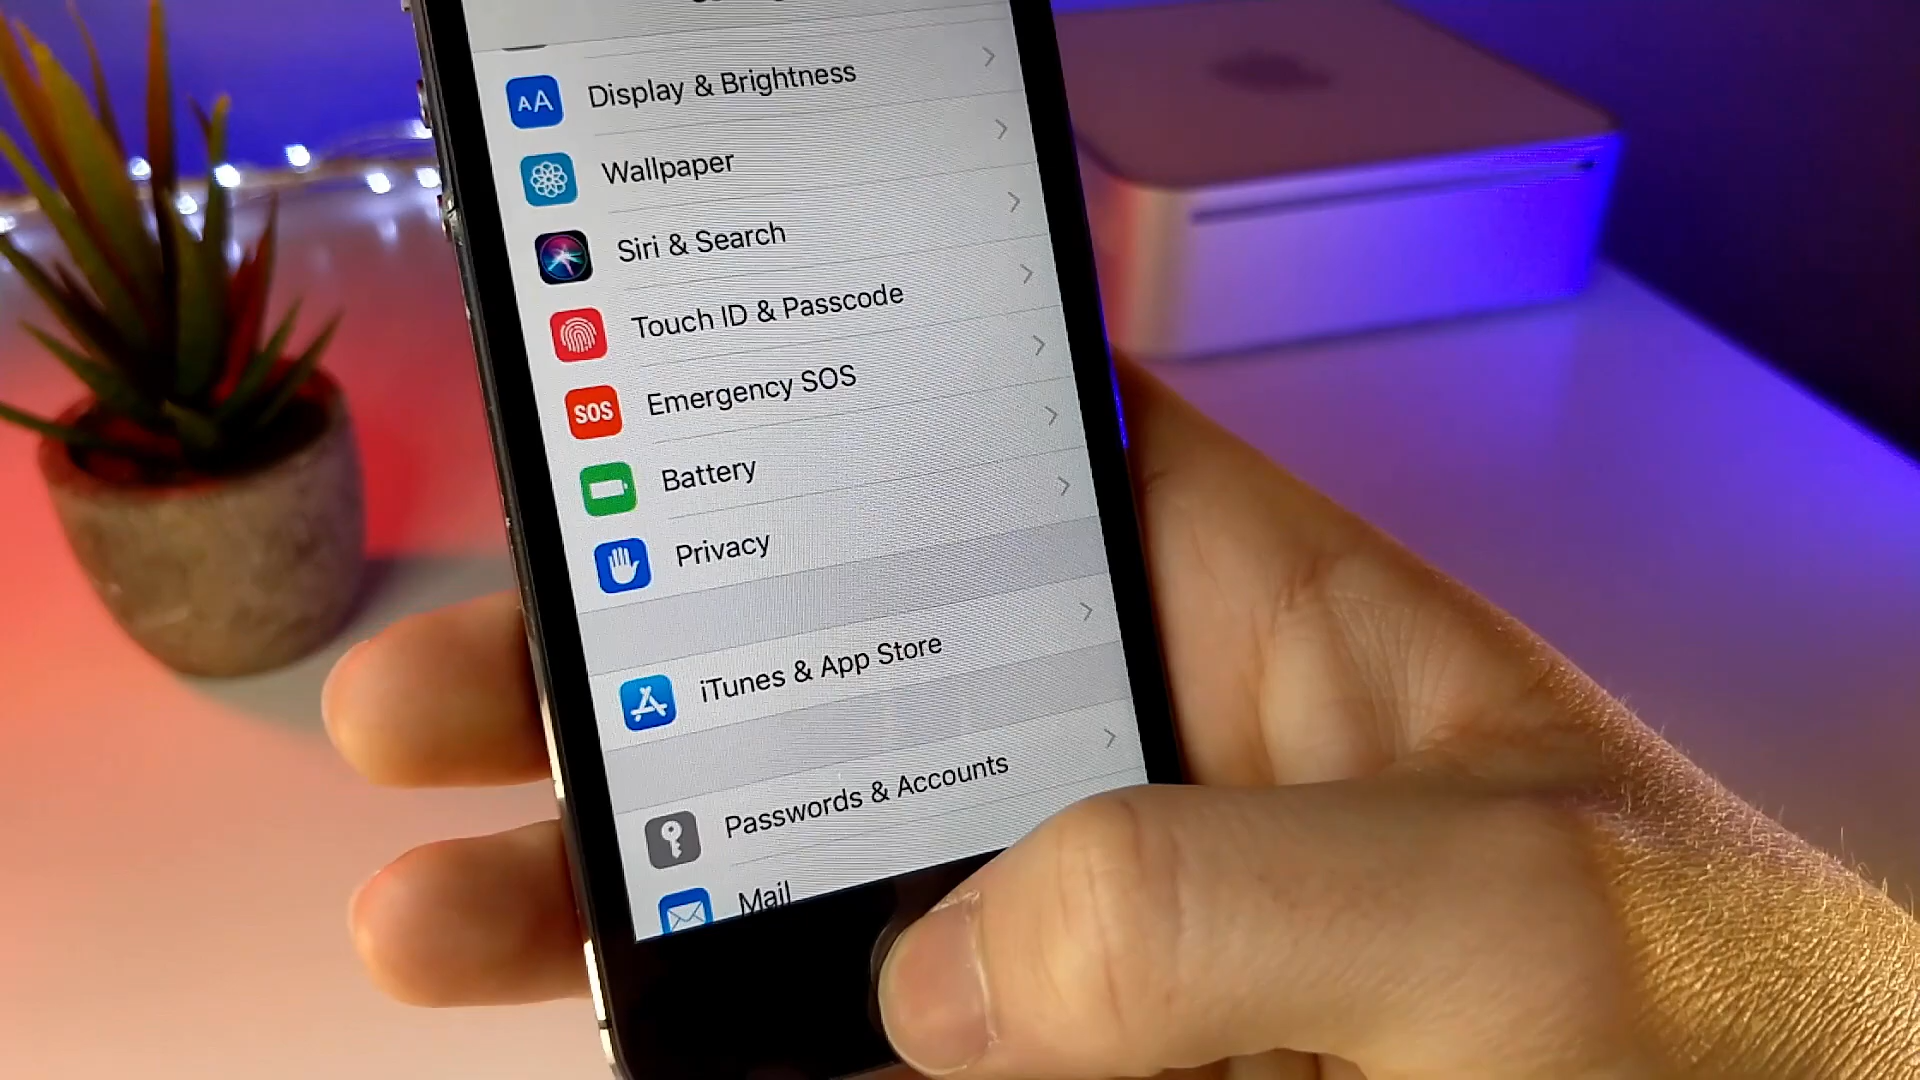 AA
Display & Brightness
Wallpaper
Siri & Search
Touch ID & Passcode
SOS
Emergency SOS
Battery
Privacy
iTunes & App Store
Passwords & Accounts
Mail